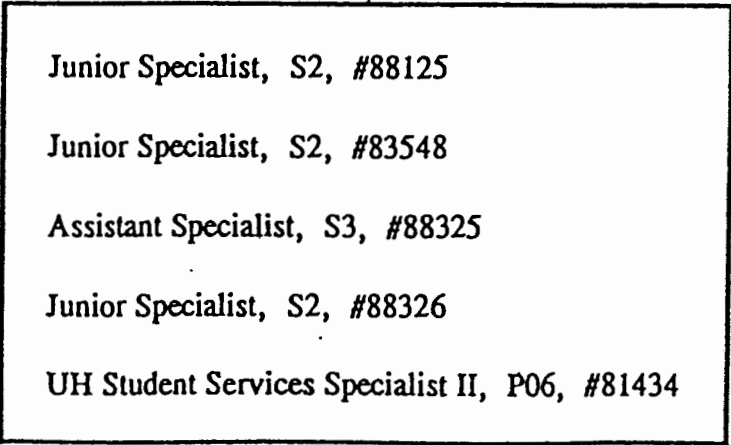 Junior Specialist, S2, #88125
Junior Specialist, S2, #83548
Assistant Specialist, S3, #88325
Junior Specialist, S2, #88326
UH Student Services Specialist II, P06, #81434